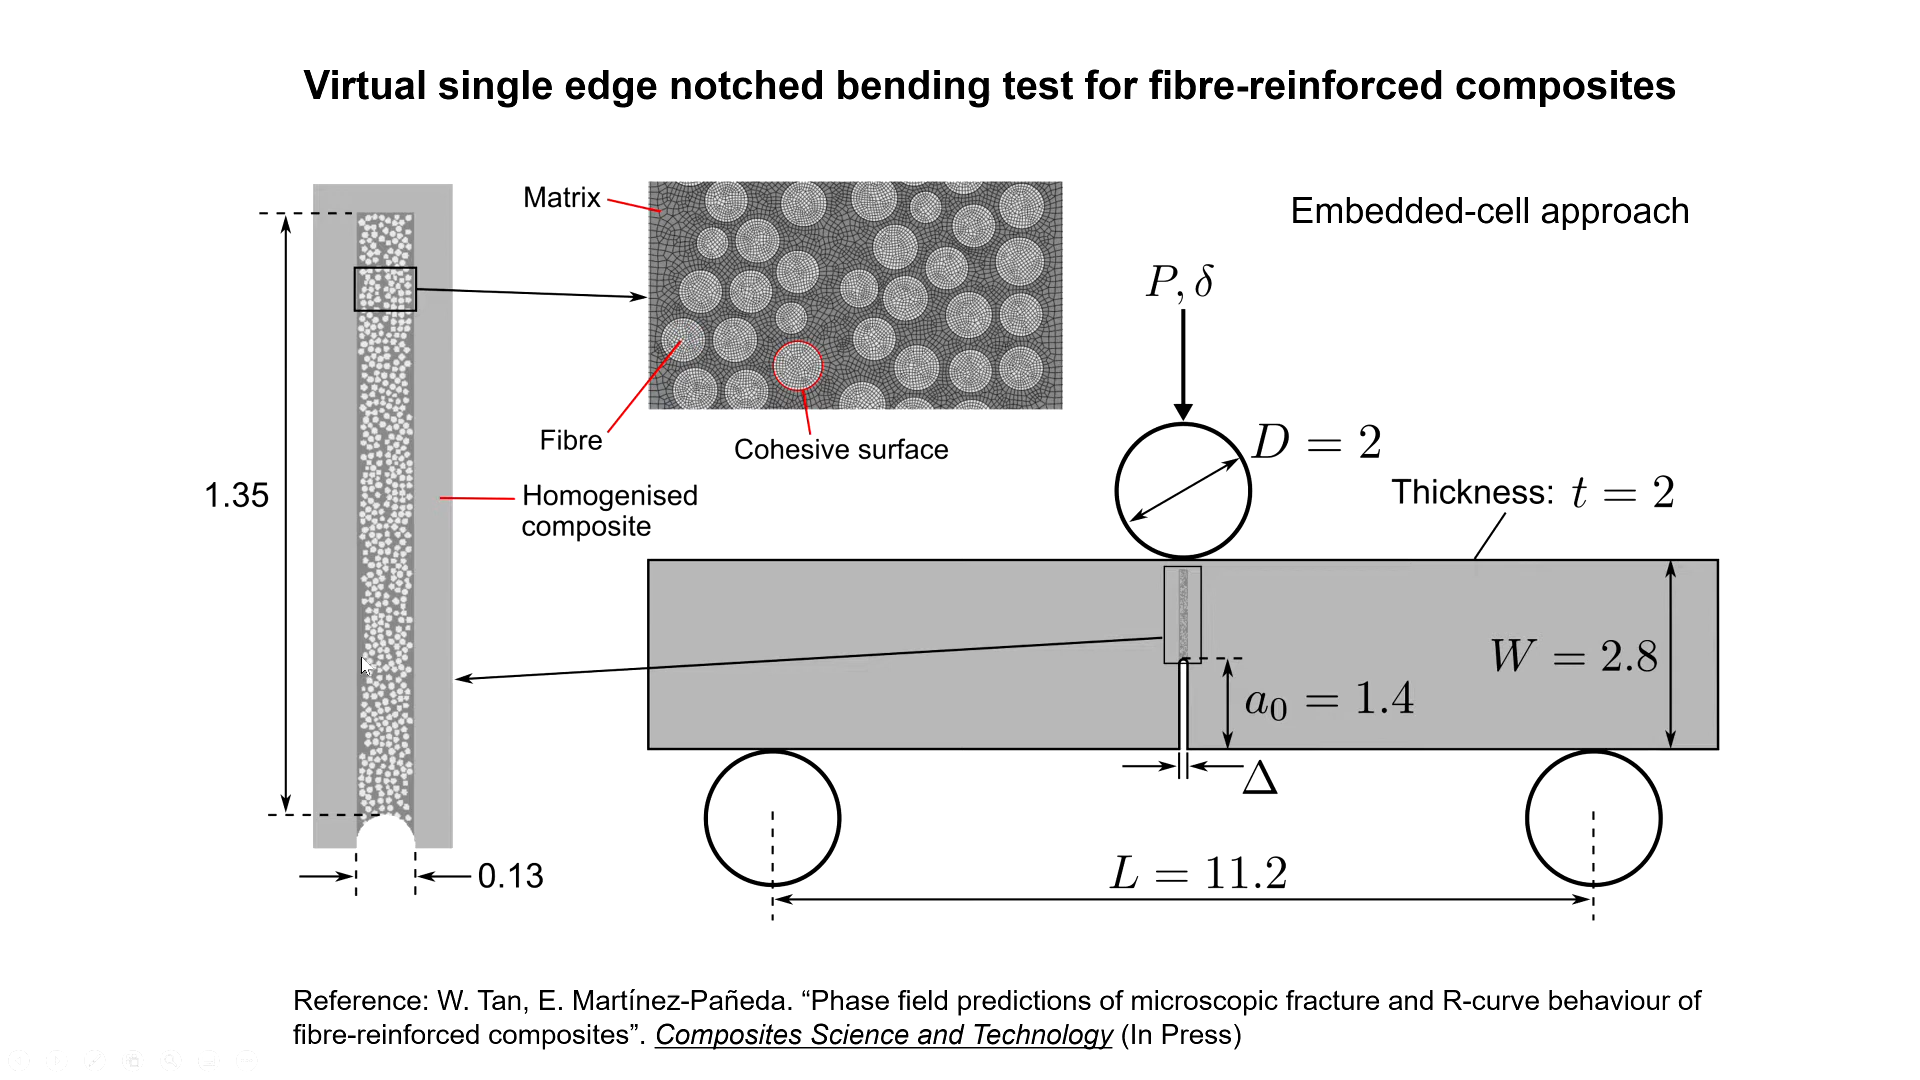 Virtual single edge notched bending test for fibre-reinforced composites
Matrix
Embedded-cell approach
P, δ
Fibre
Cohesive surface
D = 2
Thickness: t = 2
1.35
Homogenised
composite
W = 2.8
a₀ = 1.4
Δ
0.13
L = 11.2
Reference: W. Tan, E. Martínez-Pañeda. “Phase field predictions of microscopic fracture and R-curve behaviour of
fibre-reinforced composites”. Composites Science and Technology (In Press)